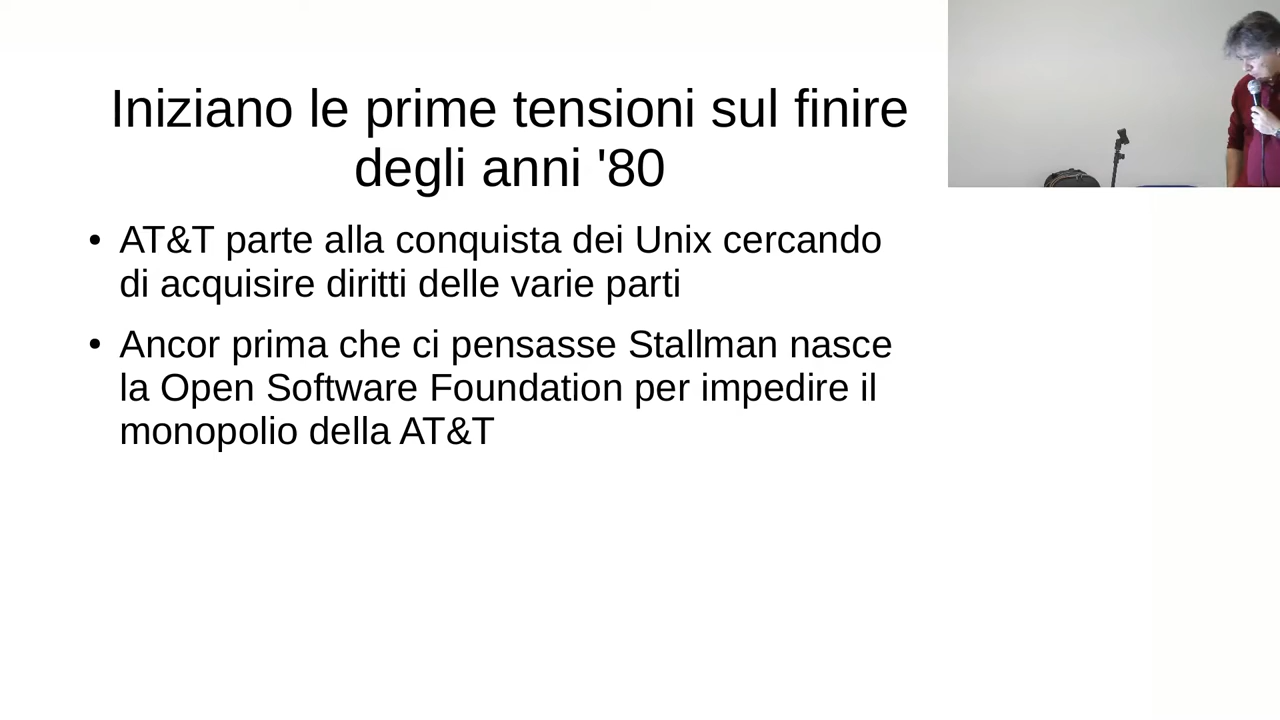 Iniziano le prime tensioni sul finire
degli anni '80
• AT&T parte alla conquista dei Unix cercando
di acquisire diritti delle varie parti
• Ancor prima che ci pensasse Stallman nasce
la Open Software Foundation per impedire il
monopolio della AT&T